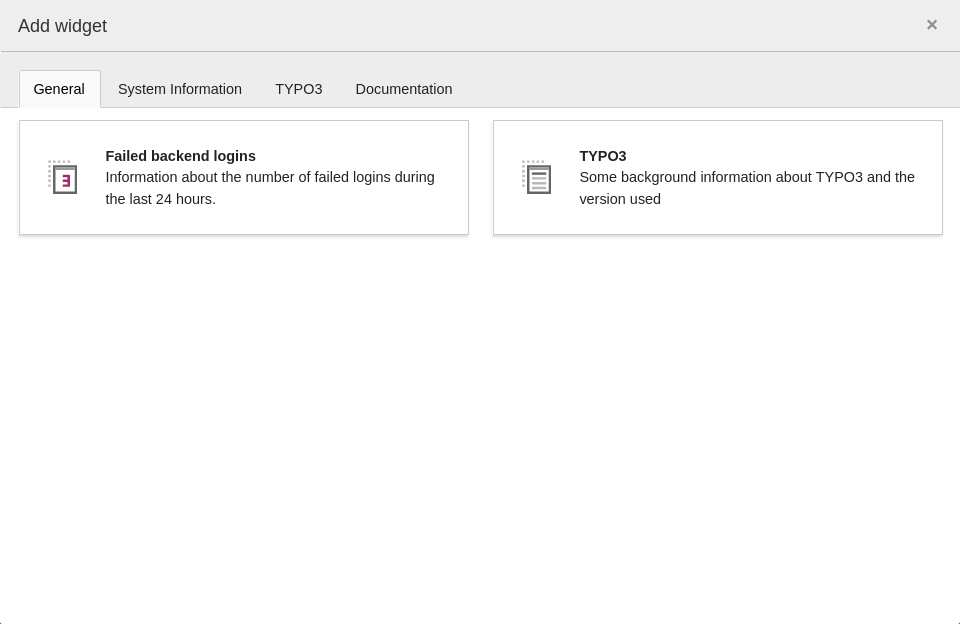 Add widget ×
General System Information TYPO3 Documentation
Failed backend logins
Information about the number of failed logins during
the last 24 hours.
TYPO3
Some background information about TYPO3 and the
version used